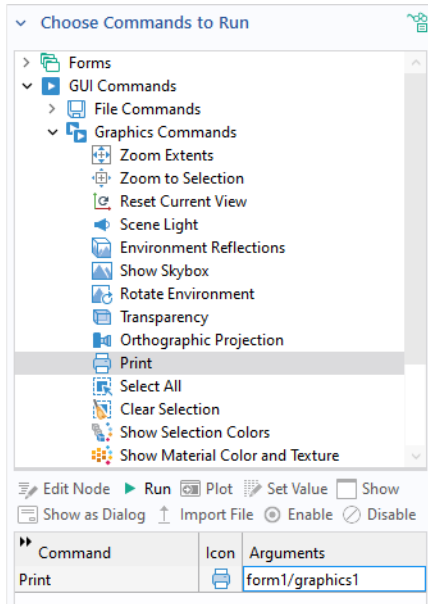 Choose Commands to Run
Forms
GUI Commands
File Commands
Graphics Commands
Zoom Extents
Zoom to Selection
Reset Current View
Scene Light
Environment Reflections
Show Skybox
Rotate Environment
Transparency
Orthographic Projection
Print
Select All
Clear Selection
Show Selection Colors
Show Material Color and Texture
Edit Node Run Plot Set Value Show
Show as Dialog Import File Enable Disable
Command Icon Arguments
Print form1/graphics1